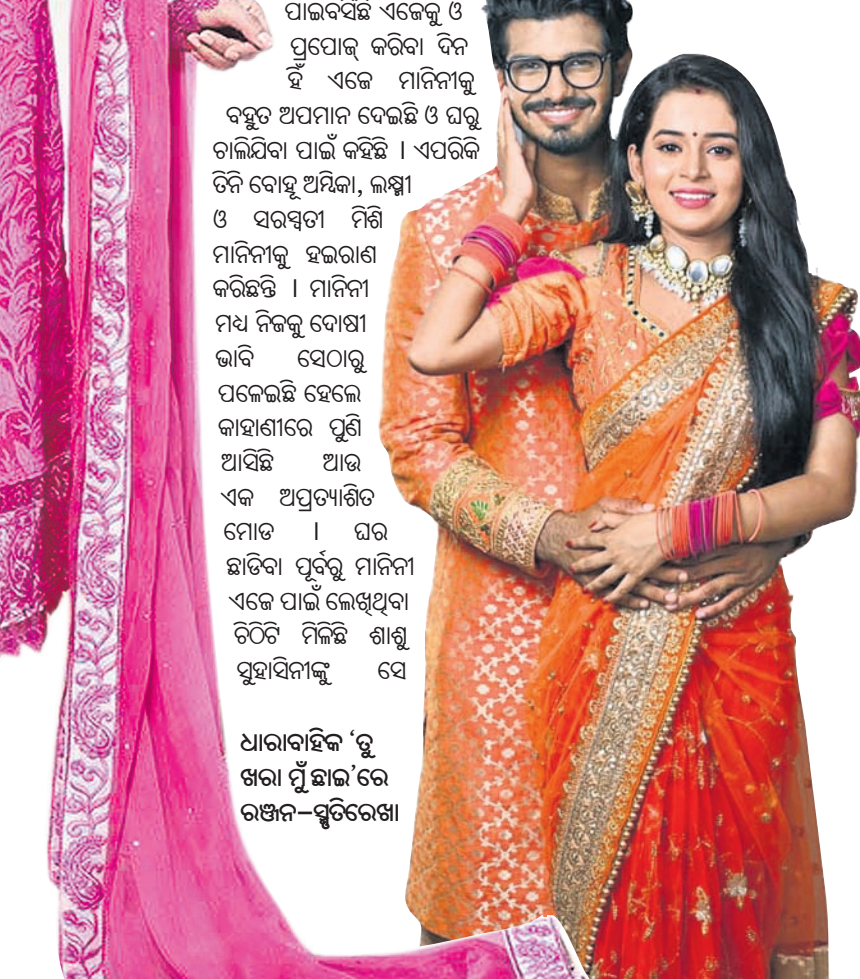 ପାଇବସିଛି ଏଜେକୁ ଓ
ପ୍ରପୋଜ୍ କରିବା ଦିନ
ହିଁ ଏଜେ ମାନିନୀକୁ
ବହୁତ ଅପମାନ ଦେଇଛି ଓ ଘରୁ
ଚାଲିଯିବା ପାଇଁ କହିଛି । ଏପରିକି
ତିନି ବୋହୂ ଅମ୍ବିକା, ଲକ୍ଷ୍ମୀ
ଓ ସରସ୍ୱତୀ ମିଶି
ମାନିନୀକୁ ହଇରାଣ
କରିଛନ୍ତି । ମାନିନୀ
ମଧ୍ୟ ନିଜକୁ ଦୋଷୀ
ଭାବି ସେଠାରୁ
ପଳେଇଛି ହେଲେ
କାହାଣୀରେ ପୁଣି
ଆସିଛି ଆଉ
ଏକ ଅପ୍ରତ୍ୟାଶିତ
ମୋଡ । ଘର
ଛାଡିବା ପୂର୍ବରୁ ମାନିନୀ
ଏଜେ ପାଇଁ ଲେଖିଥିବା
ଚିଠିଟି ମିଳିଛି ଶାଶୁ
ସୁହାସିନୀଙ୍କୁ ସେ
ଧାରାବାହିକ ‘ତୁ
ଖରା ମୁଁ ଛାଇ’ରେ
ରଞ୍ଜନ–ସ୍ମୃତିରେଖା